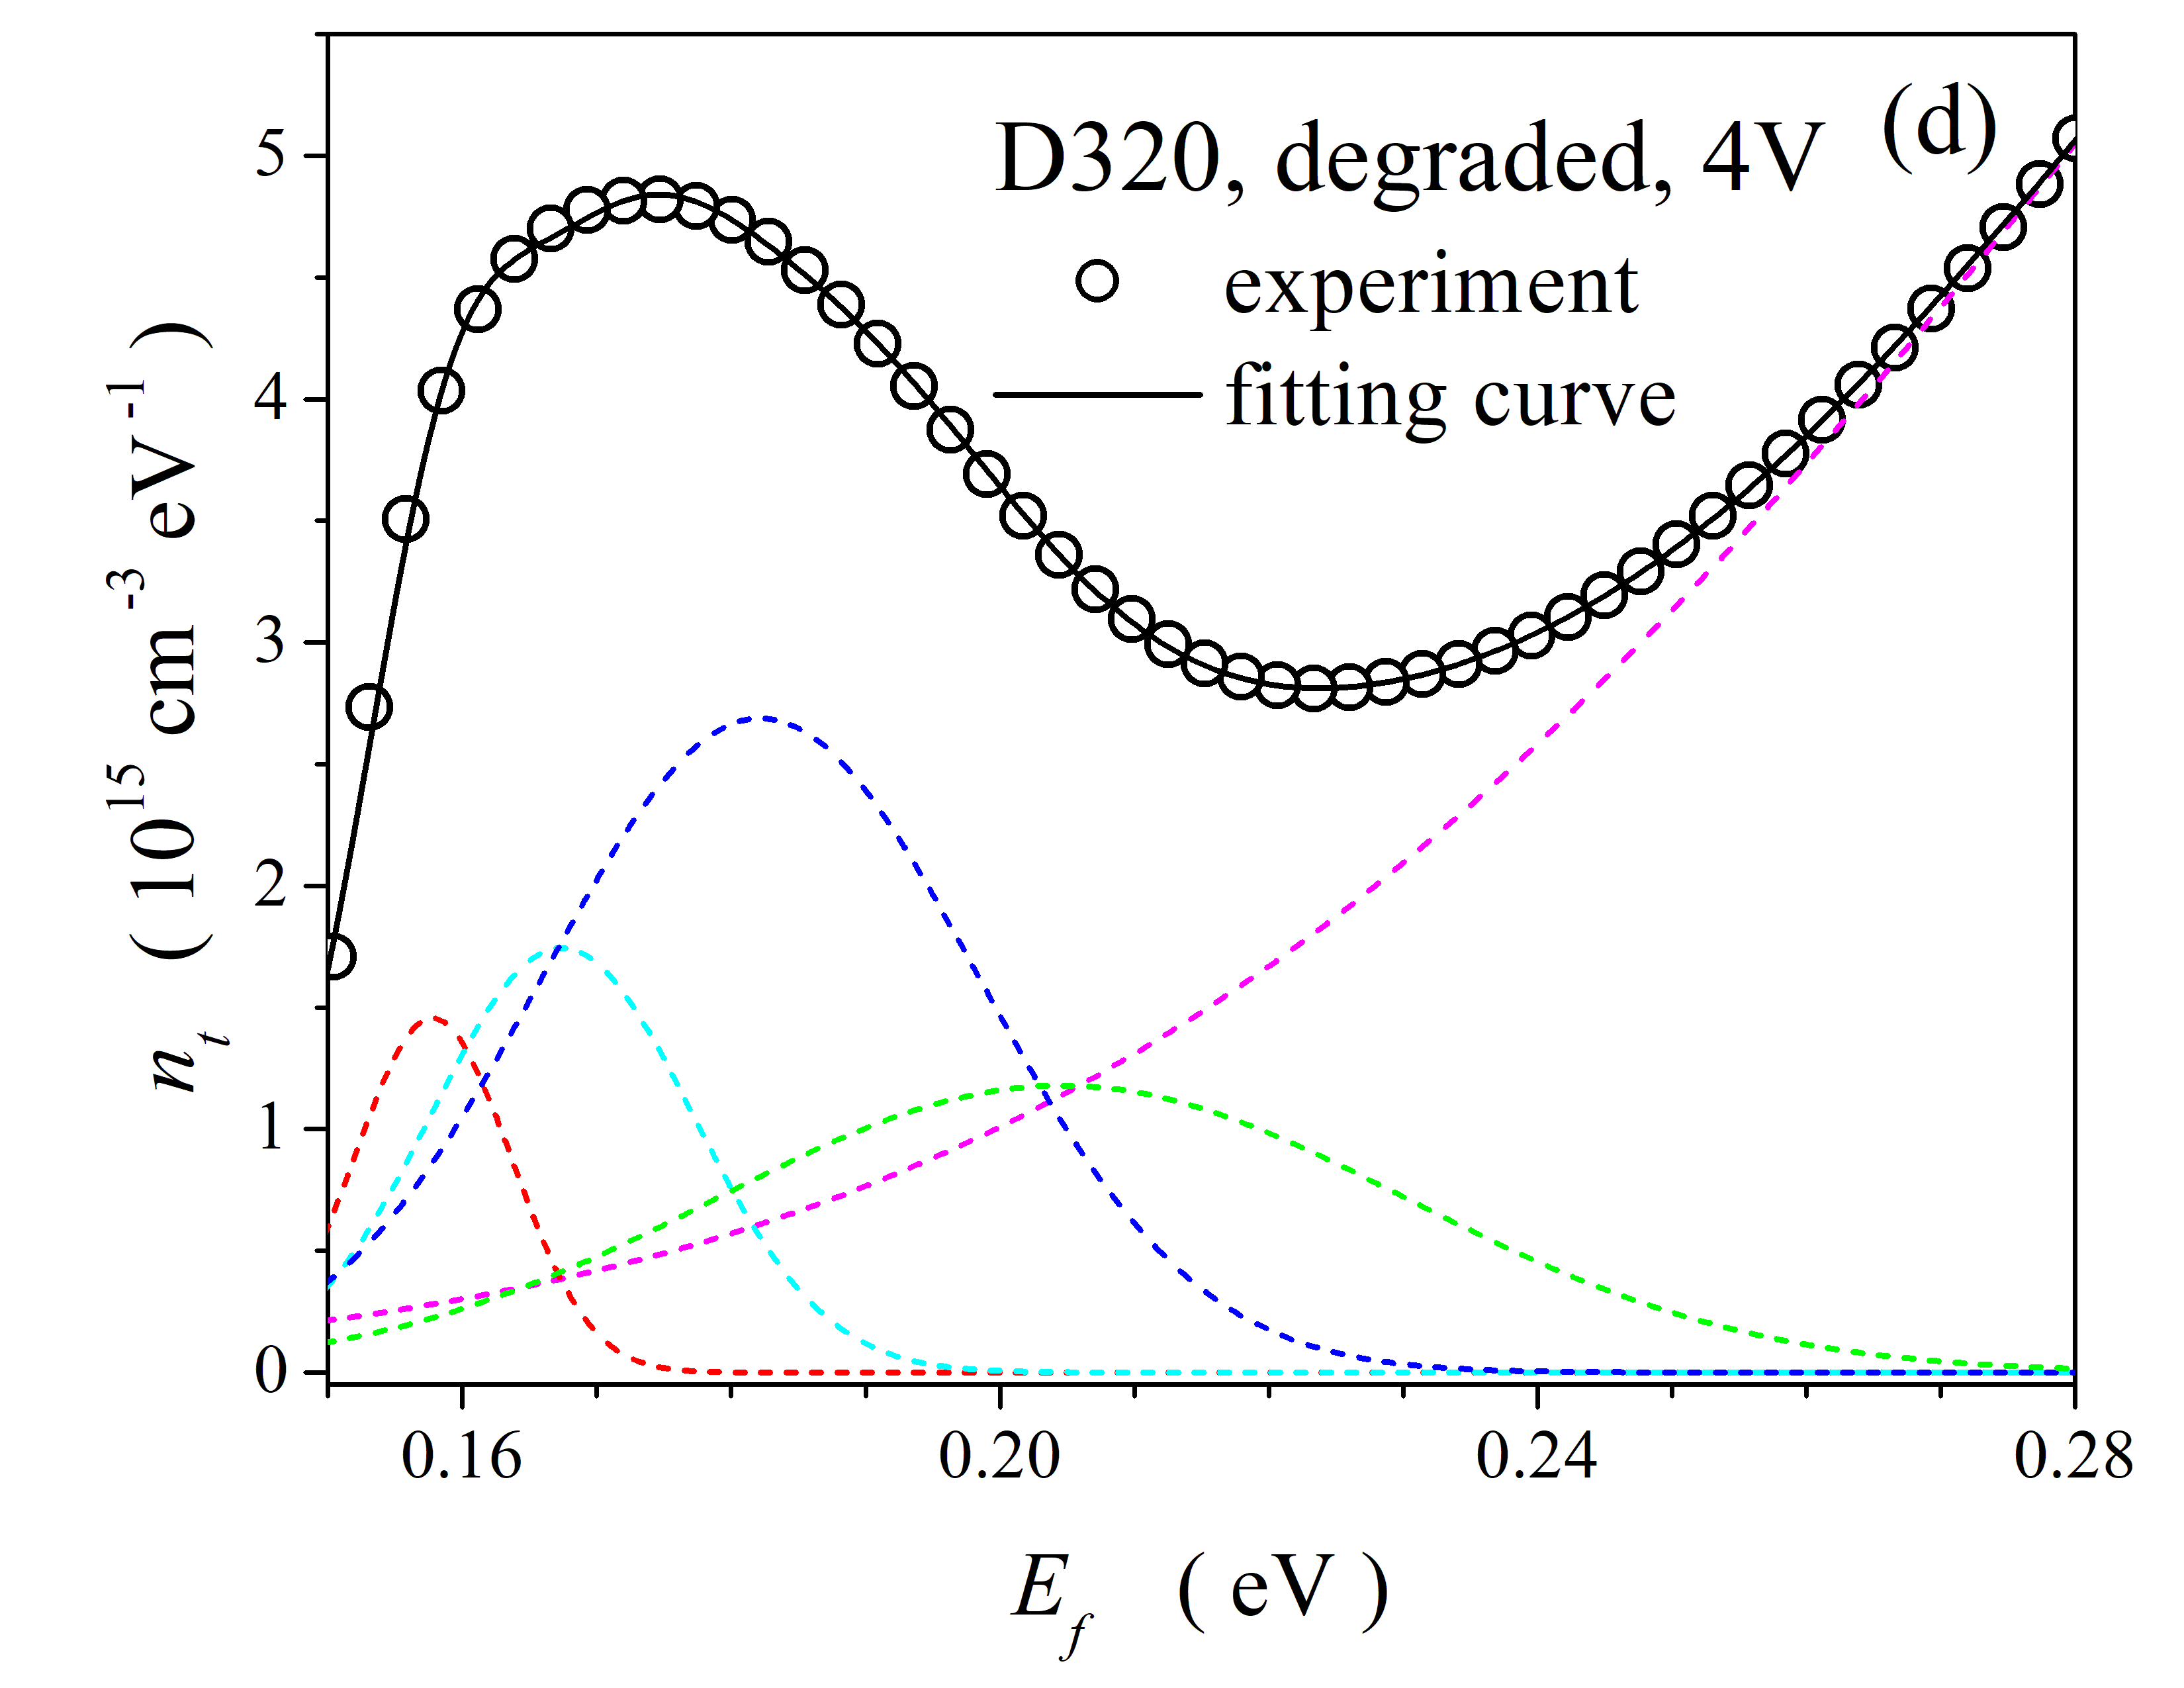 (d)
D320, degraded, 4V
experiment
fitting curve
n_t ( 10^15 cm^-3 eV^-1 )
5
4
3
2
1
0
0.16 0.20 0.24 0.28
E_f ( eV )